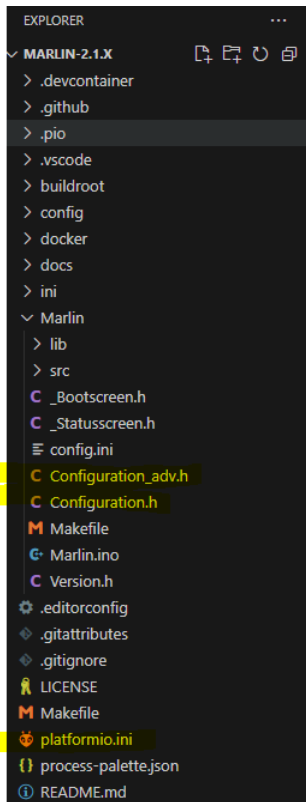 EXPLORER
MARLIN-2.1.X
.devcontainer
.github
.pio
.vscode
buildroot
config
docker
docs
ini
Marlin
lib
src
C _Bootscreen.h
C _Statusscreen.h
config.ini
C Configuration_adv.h
C Configuration.h
M Makefile
G Marlin.ino
C Version.h
.editorconfig
.gitattributes
.gitignore
LICENSE
M Makefile
platformio.ini
{} process-palette.json
README.md